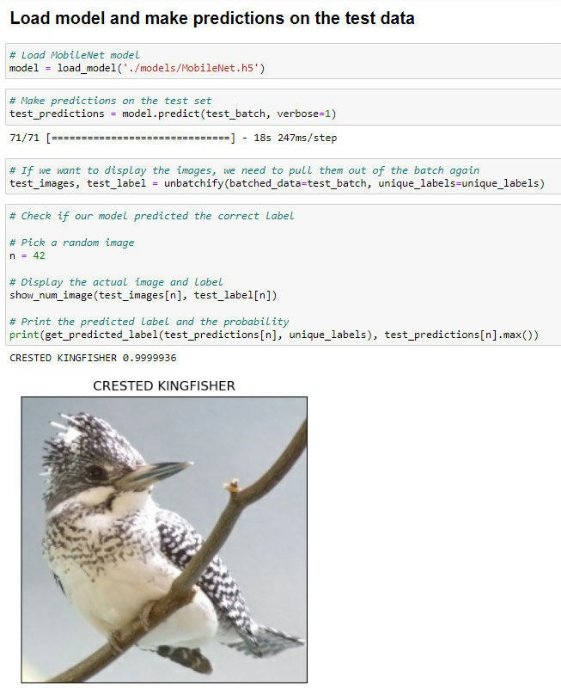 Load model and make predictions on the test data
# Load MobileNet model
model = load_model('./models/MobileNet.h5')
# Make predictions on the test set
test_predictions = model.predict(test_batch, verbose=1)
71/71 [==============================] - 18s 247ms/step
# If we want to display the images, we need to pull them out of the batch again
test_images, test_label = unbatchify(batched_data=test_batch, unique_labels=unique_labels)
# Check if our model predicted the correct label
# Pick a random image
n = 42
# Display the actual image and label
show_num_image(test_images[n], test_label[n])
# Print the predicted label and the probability
print(get_predicted_label(test_predictions[n], unique_labels), test_predictions[n].max())
CRESTED KINGFISHER 0.9999936
CRESTED KINGFISHER